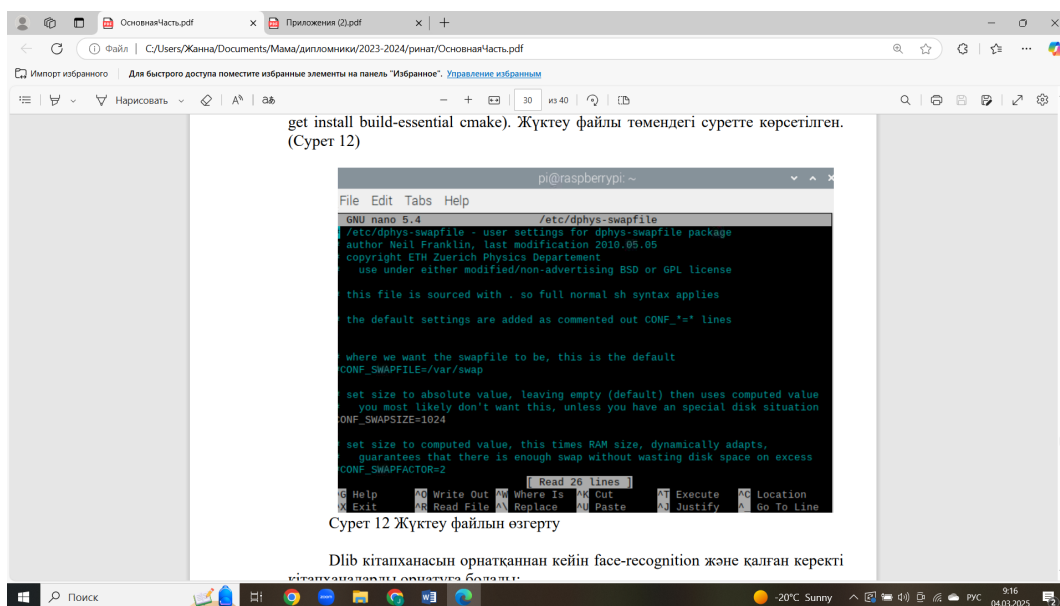 ОсновнаяЧасть.pdf
Приложения (2).pdf
Файл
C:/Users/Жанна/Documents/Мама/дипломники/2023-2024/ринат/ОсновнаяЧасть.pdf
Импорт избранного
Для быстрого доступа поместите избранные элементы на панель "Избранное". Управление избранным
Нарисовать
30 из 40
get install build-essential cmake). Жүктеу файлы төмендегі суретте көрсетілген.
(Сурет 12)
pi@raspberrypi: ~
File Edit Tabs Help
GNU nano 5.4 /etc/dphys-swapfile
/etc/dphys-swapfile - user settings for dphys-swapfile package
author Neil Franklin, last modification 2010.05.05
copyright ETH Zuerich Physics Departement
use under either modified/non-advertising BSD or GPL license
this file is sourced with . so full normal sh syntax applies
the default settings are added as commented out CONF_*=* lines
where we want the swapfile to be, this is the default
CONF_SWAPFILE=/var/swap
set size to absolute value, leaving empty (default) then uses computed value
you most likely don't want this, unless you have an special disk situation
CONF_SWAPSIZE=1024
set size to computed value, this times RAM size, dynamically adapts,
guarantees that there is enough swap without wasting disk space on excess
CONF_SWAPFACTOR=2
[ Read 26 lines ]
^G Help ^O Write Out ^W Where Is ^K Cut ^T Execute ^C Location
^X Exit ^R Read File ^\ Replace ^U Paste ^J Justify ^_ Go To Line
Сурет 12 Жүктеу файлын өзгерту
Dlib кітапханасын орнатқаннан кейін face-recognition және қалған керекті
кітапханаларды орнатуға болады:
Поиск
-20°C Sunny
РУС
9:16
04.03.2025